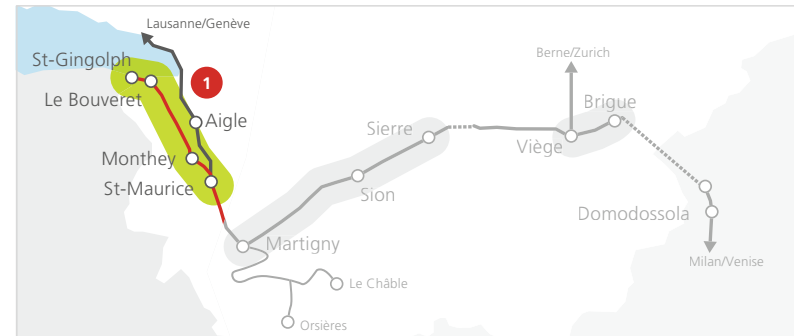 Lausanne/Genève
St-Gingolph
Berne/Zurich
1
Le Bouveret
Brigue
Aigle
Sierre
Viège
Monthey
St-Maurice
Sion
Domodossola
Martigny
Milan/Venise
Le Châble
Orsières